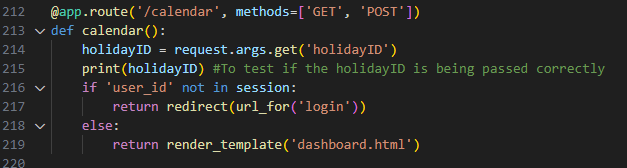 212 @app.route('/calendar', methods=['GET', 'POST'])
213 def calendar():
214     holidayID = request.args.get('holidayID')
215     print(holidayID) #To test if the holidayID is being passed correctly
216     if 'user_id' not in session:
217         return redirect(url_for('login'))
218     else:
219         return render_template('dashboard.html')
220